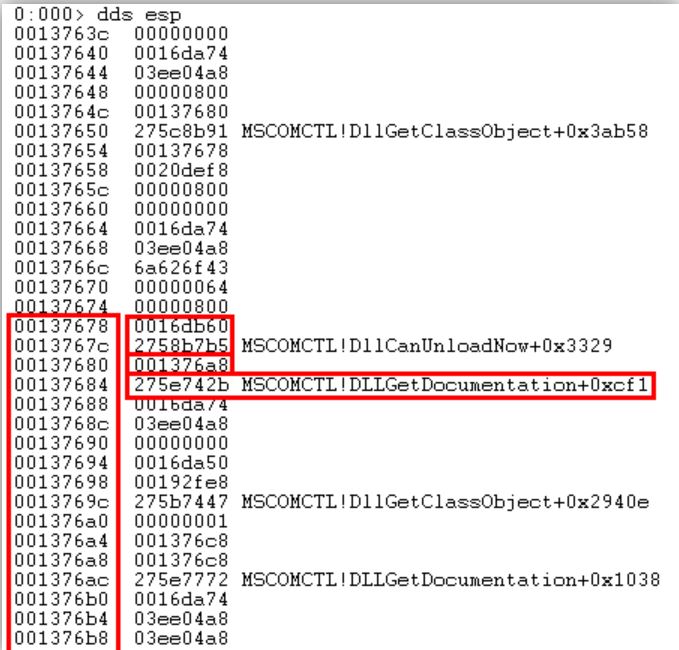 0:000> dds esp
0013763c 00000000
00137640 0016da74
00137644 03ee04a8
00137648 00000800
0013764c 00137680
00137650 275c8b91 MSCOMCTL!DllGetClassObject+0x3ab58
00137654 00137678
00137658 0020def8
0013765c 00000800
00137660 00000000
00137664 0016da74
00137668 03ee04a8
0013766c 6a626f43
00137670 00000064
00137674 00000800
00137678 0016db60
0013767c 2758b7b5 MSCOMCTL!DllCanUnloadNow+0x3329
00137680 001376a8
00137684 275e742b MSCOMCTL!DLLGetDocumentation+0xcf1
00137688 0016da74
0013768c 03ee04a8
00137690 00000000
00137694 0016da50
00137698 00192fe8
0013769c 275b7447 MSCOMCTL!DllGetClassObject+0x2940e
001376a0 00000001
001376a4 001376c8
001376a8 001376c8
001376ac 275e7772 MSCOMCTL!DLLGetDocumentation+0x1038
001376b0 0016da74
001376b4 03ee04a8
001376b8 03ee04a8